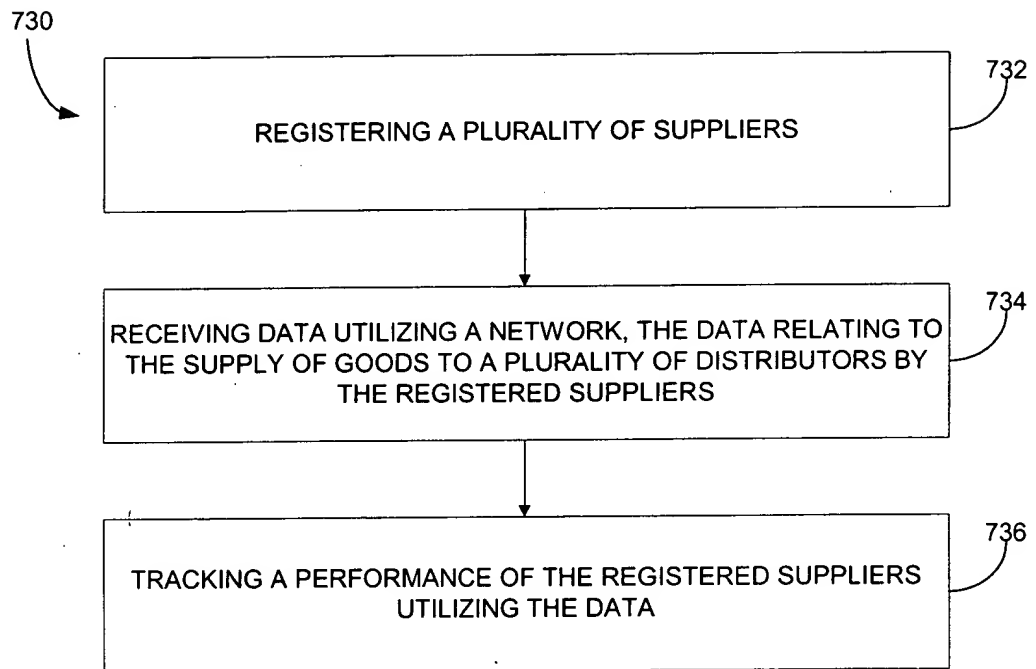 730
732
REGISTERING A PLURALITY OF SUPPLIERS
734
RECEIVING DATA UTILIZING A NETWORK, THE DATA RELATING TO
THE SUPPLY OF GOODS TO A PLURALITY OF DISTRIBUTORS BY
THE REGISTERED SUPPLIERS
736
TRACKING A PERFORMANCE OF THE REGISTERED SUPPLIERS
UTILIZING THE DATA